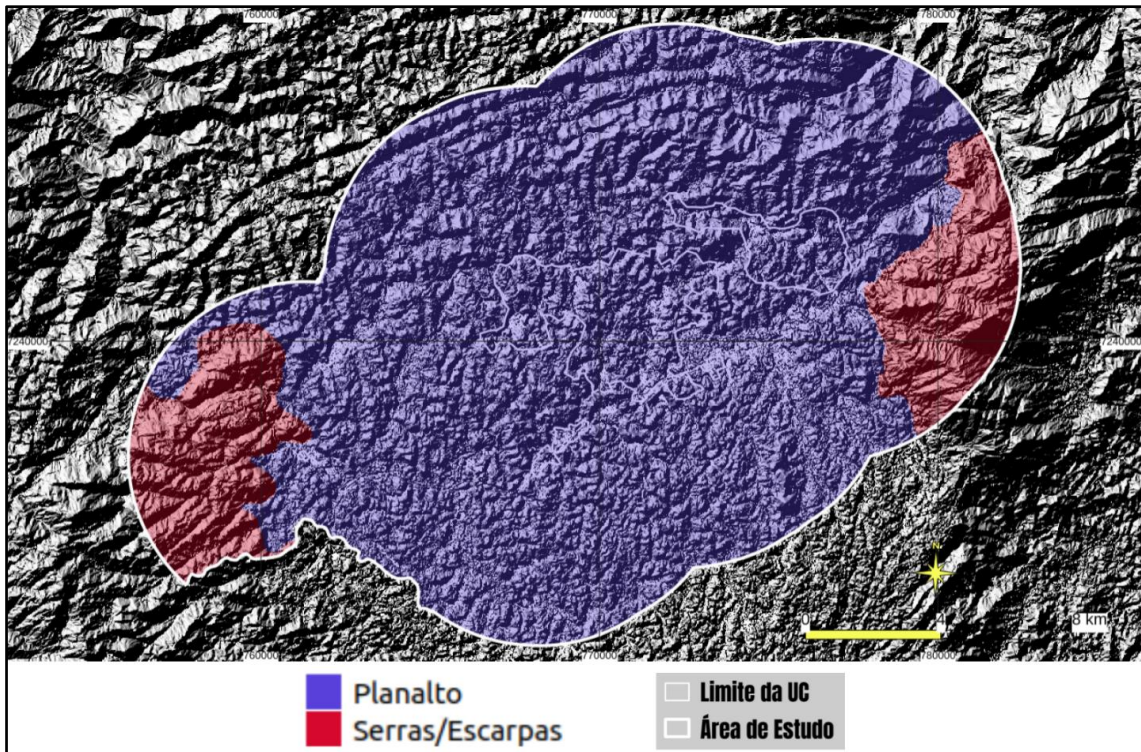 760000 770000 780000
7240000 7240000
N
0 4 8 km
760000 770000 780000
Planalto
Serras/Escarpas
Limite da UC
Área de Estudo